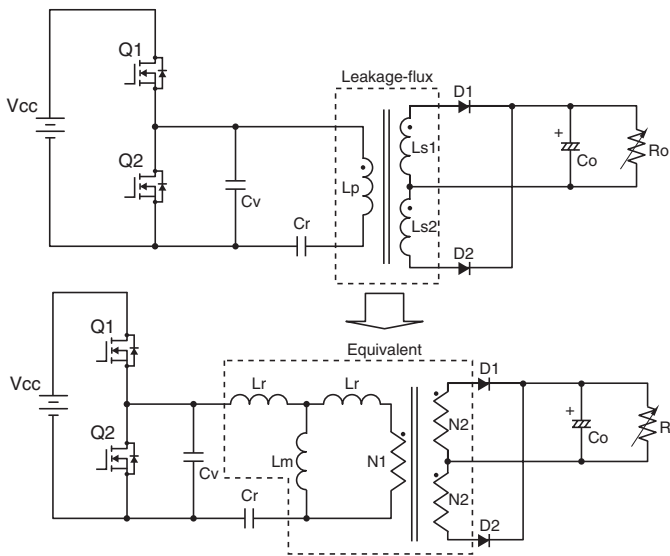 Q1
Leakage-flux
D1
Vcc
+
Co
Ro
Ls1
Q2
Lp
Cv
Ls2
Cr
D2
Equivalent
Q1
Lr
Lr
D1
Vcc
+
Co
R
N2
Q2
Cv
Lm
N1
N2
Cr
D2